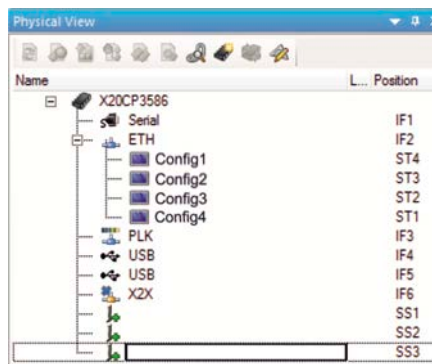 Physical View
Name L... Position
X20CP3586
Serial IF1
ETH IF2
Config1 ST4
Config2 ST3
Config3 ST2
Config4 ST1
PLK IF3
USB IF4
USB IF5
X2X IF6
SS1
SS2
SS3